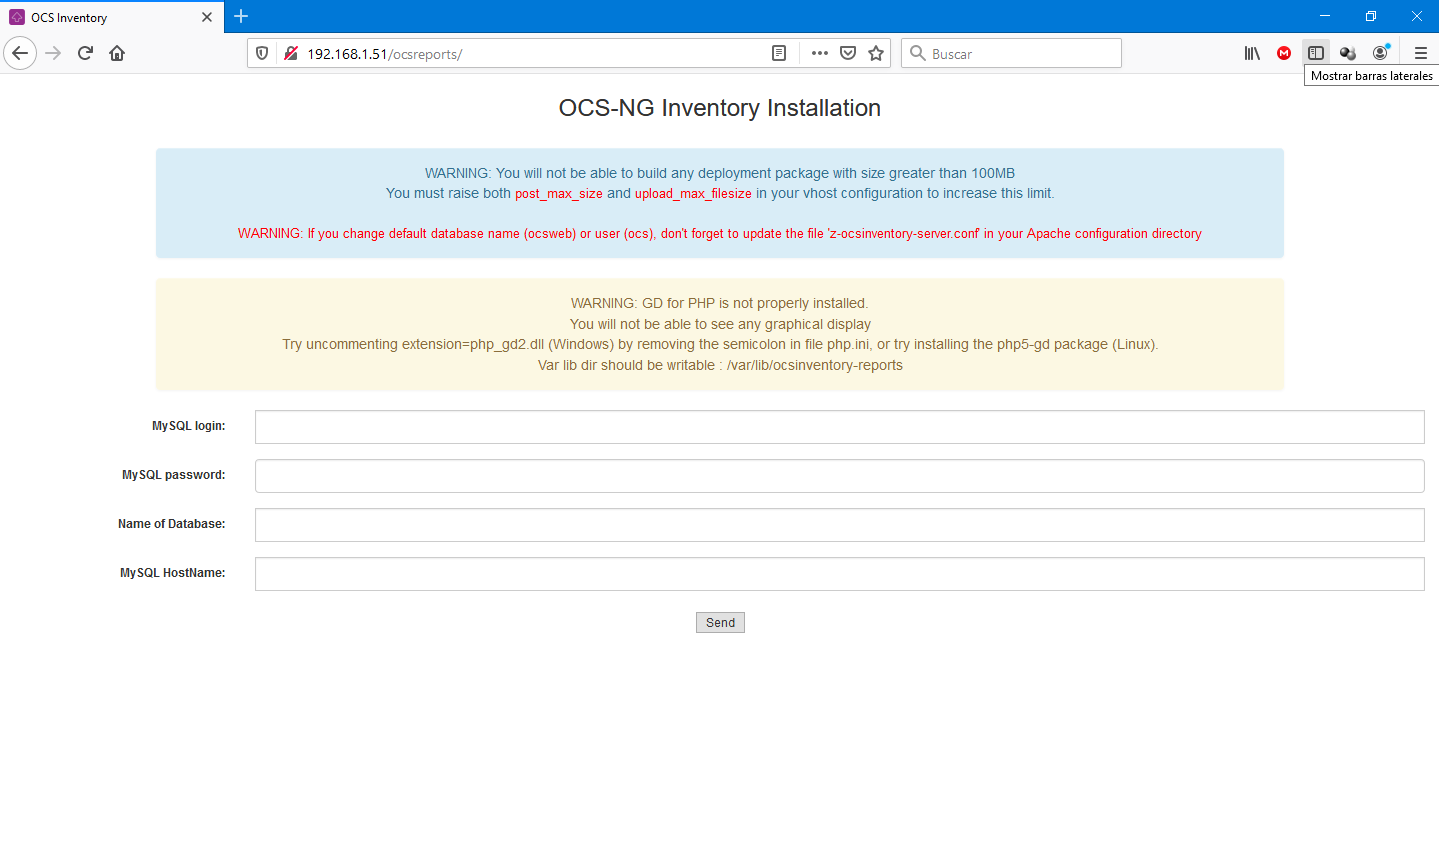 OCS Inventory
192.168.1.51/ocsreports/
Buscar
Mostrar barras laterales
OCS-NG Inventory Installation
WARNING: You will not be able to build any deployment package with size greater than 100MB
You must raise both post_max_size and upload_max_filesize in your vhost configuration to increase this limit.
WARNING: If you change default database name (ocsweb) or user (ocs), don't forget to update the file 'z-ocsinventory-server.conf' in your Apache configuration directory
WARNING: GD for PHP is not properly installed.
You will not be able to see any graphical display
Try uncommenting extension=php_gd2.dll (Windows) by removing the semicolon in file php.ini, or try installing the php5-gd package (Linux).
Var lib dir should be writable : /var/lib/ocsinventory-reports
MySQL login:
MySQL password:
Name of Database:
MySQL HostName:
Send